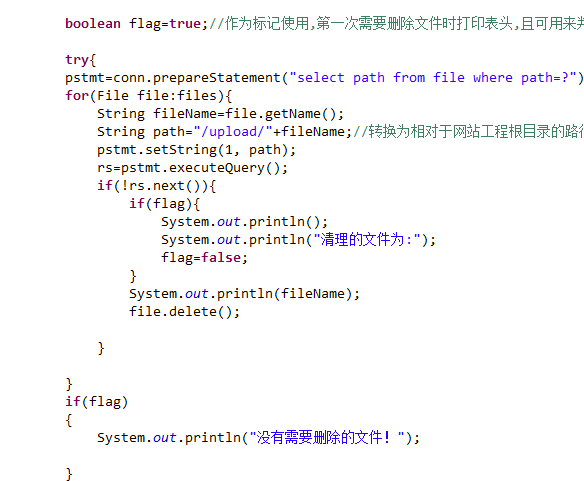 boolean flag=true;//作为标记使用,第一次需要删除文件时打印表头,且可用来
try{
pstmt=conn.prepareStatement("select path from file where path=?")
for(File file:files){
String fileName=file.getName();
String path="/upload/"+fileName;//转换为相对于网站工程根目录的路
pstmt.setString(1, path);
rs=pstmt.executeQuery();
if(!rs.next()){
if(flag){
System.out.println();
System.out.println("清理的文件为:");
flag=false;
}
System.out.println(fileName);
file.delete();
}
}
if(flag)
{
System.out.println("没有需要删除的文件！");
}